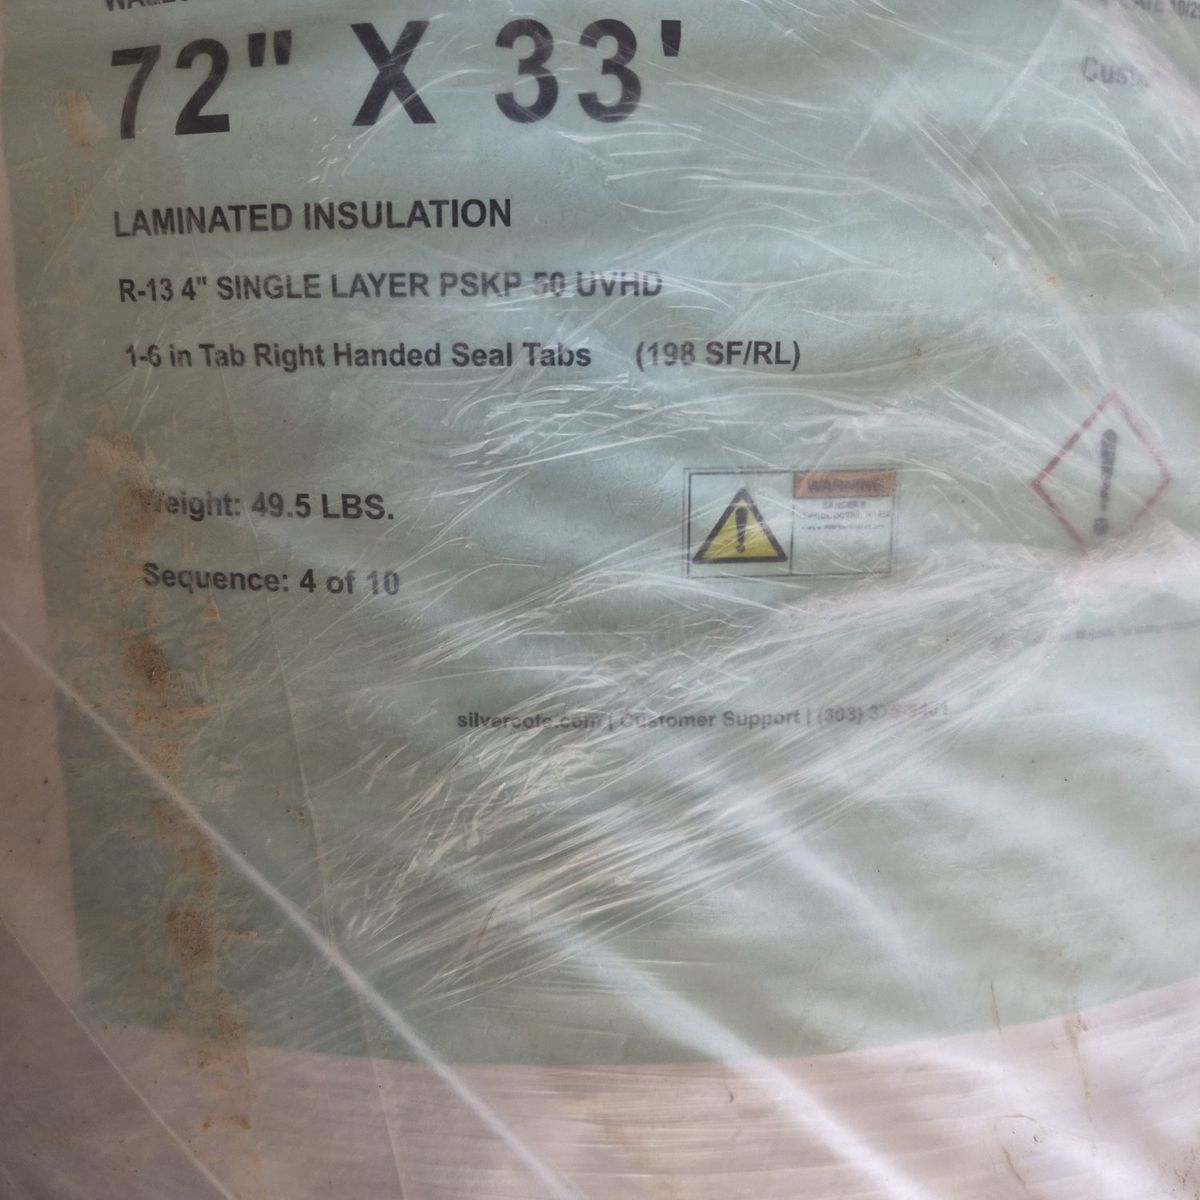 72" X 33'
LAMINATED INSULATION
R-13 4" SINGLE LAYER PSKP 50 UVHD
1-6 in Tab Right Handed Seal Tabs (198 SF/RL)
Weight: 49.5 LBS.
WARNING
Sequence: 4 of 10
silvercote.com | Customer Support | (303)